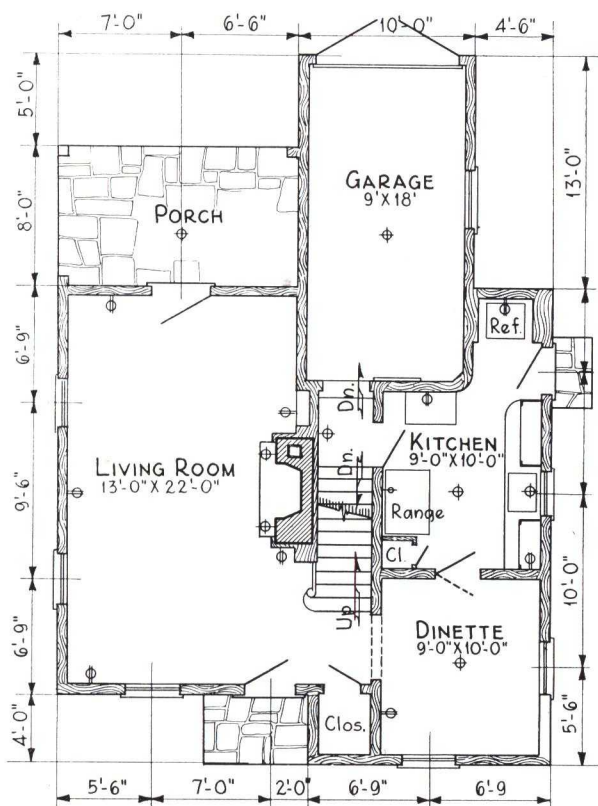 7'-0" 6'-6" 10'-0" 4'-6"
5'-0"
8'-0"
6'-9"
9'-6"
6'-9"
4'-0"
13'-0"
10'-0"
5'-6"
GARAGE
9'X18'
PORCH
Ref.
Dn.
Dn.
KITCHEN
9'-0"X10'-0"
LIVING ROOM
13'-0"X 22'-0"
Range
Cl.
Up
DINETTE
9'-0"X10'-0"
Clos.
5'-6" 7'-0" 2'-0" 6'-9" 6'-9